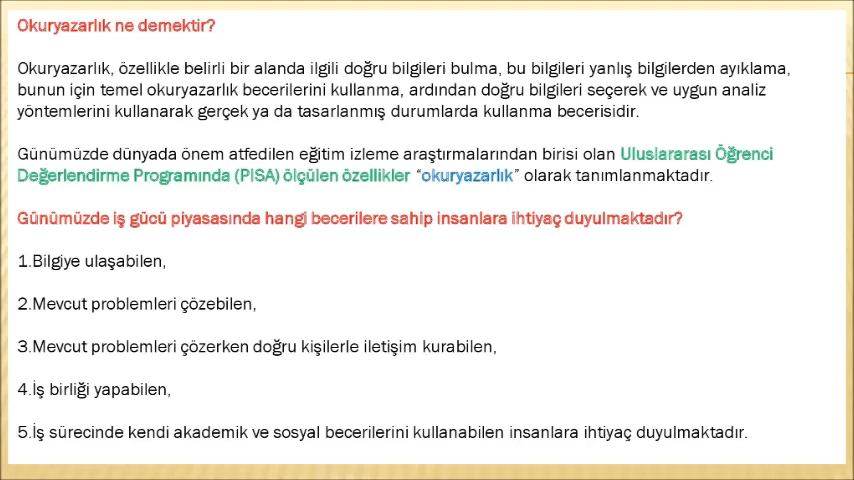 Okuryazarlık ne demektir?
Okuryazarlık, özellikle belirli bir alanda ilgili doğru bilgileri bulma, bu bilgileri yanlış bilgilerden ayıklama,
bunun için temel okuryazarlık becerilerini kullanma, ardından doğru bilgileri seçerek ve uygun analiz
yöntemlerini kullanarak gerçek ya da tasarlanmış durumlarda kullanma becerisidir.
Günümüzde dünyada önem atfedilen eğitim izleme araştırmalarından birisi olan Uluslararası Öğrenci
Değerlendirme Programında (PISA) ölçülen özellikler “okuryazarlık” olarak tanımlanmaktadır.
Günümüzde iş gücü piyasasında hangi becerilere sahip insanlara ihtiyaç duyulmaktadır?
1.Bilgiye ulaşabilen,
2.Mevcut problemleri çözebilen,
3.Mevcut problemleri çözerken doğru kişilerle iletişim kurabilen,
4.İş birliği yapabilen,
5.İş sürecinde kendi akademik ve sosyal becerilerini kullanabilen insanlara ihtiyaç duyulmaktadır.